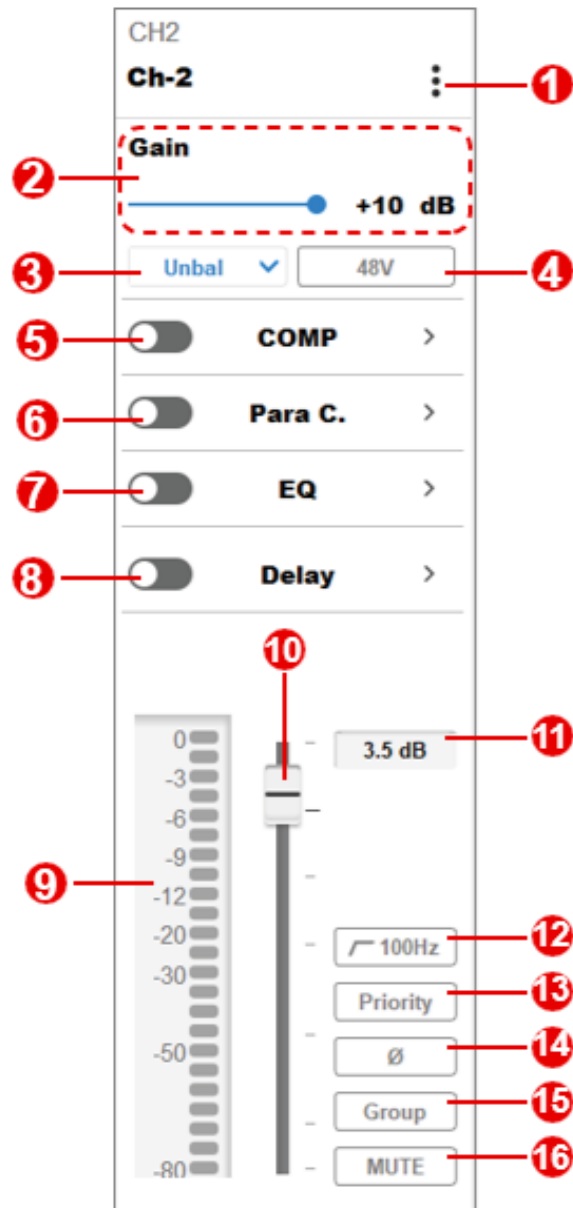 CH2
Ch-2
1
Gain
2
+10 dB
3
Unbal
48V
4
5
COMP
6
Para C.
7
EQ
8
Delay
10
0
3.5 dB
11
-3
-6
-9
9
-12
-20
100Hz
12
-30
Priority
13
-50
Ø
14
Group
15
-80
MUTE
16